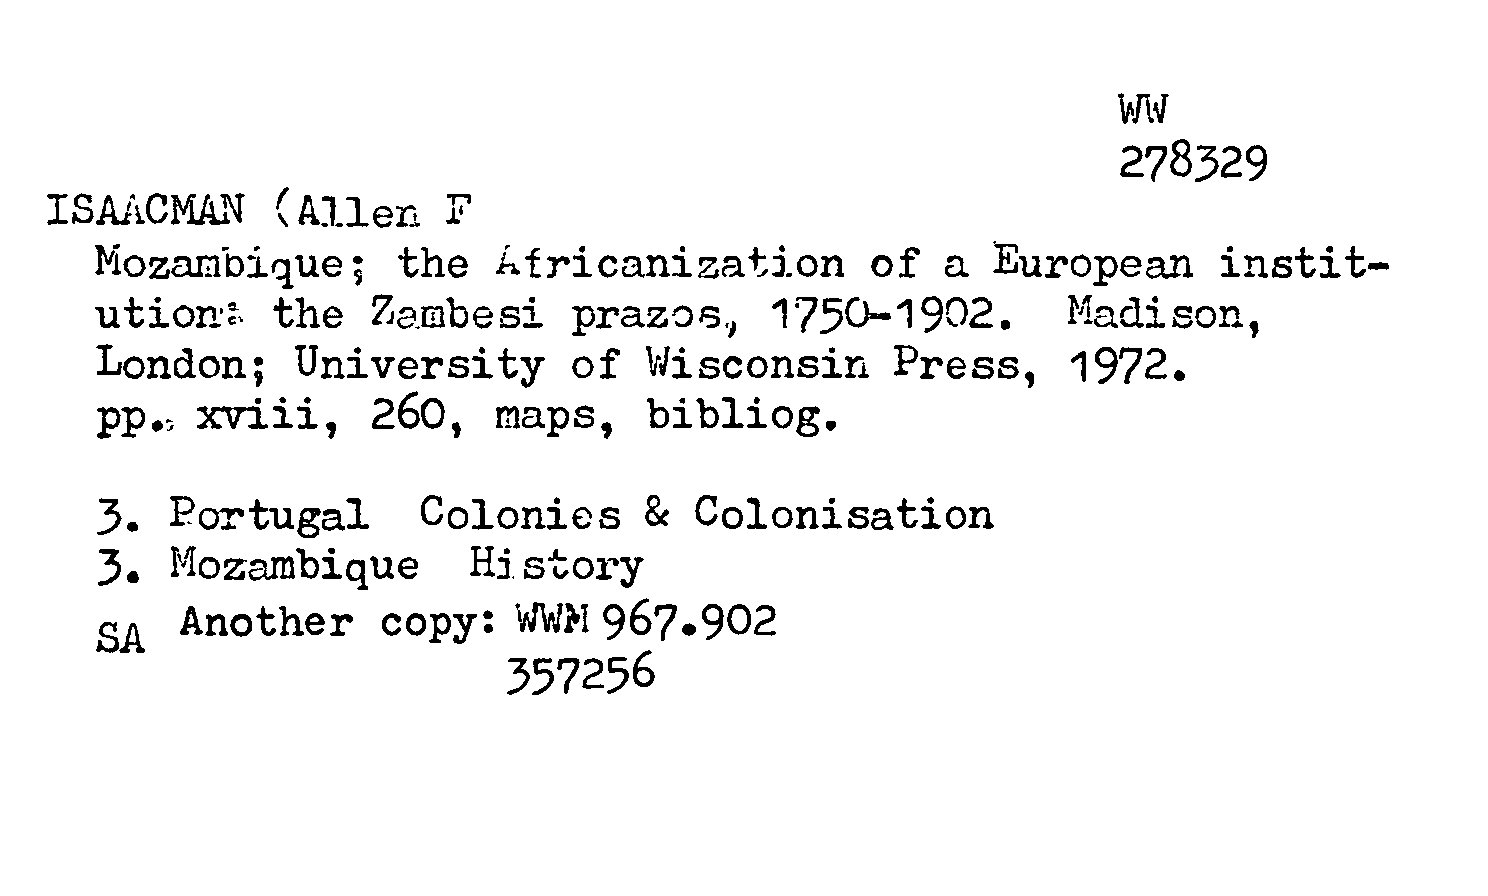 WW
278329
ISAACMAN (Allen F
Mozambique; the Africanization of a European instit-
ution: the Zambesi prazos, 1750-1902. Madison,
London; University of Wisconsin Press, 1972.
pp., xviii, 260, maps, bibliog.
3. Portugal Colonies & Colonisation
3. Mozambique History
SA Another copy: WWM 967.902
357256